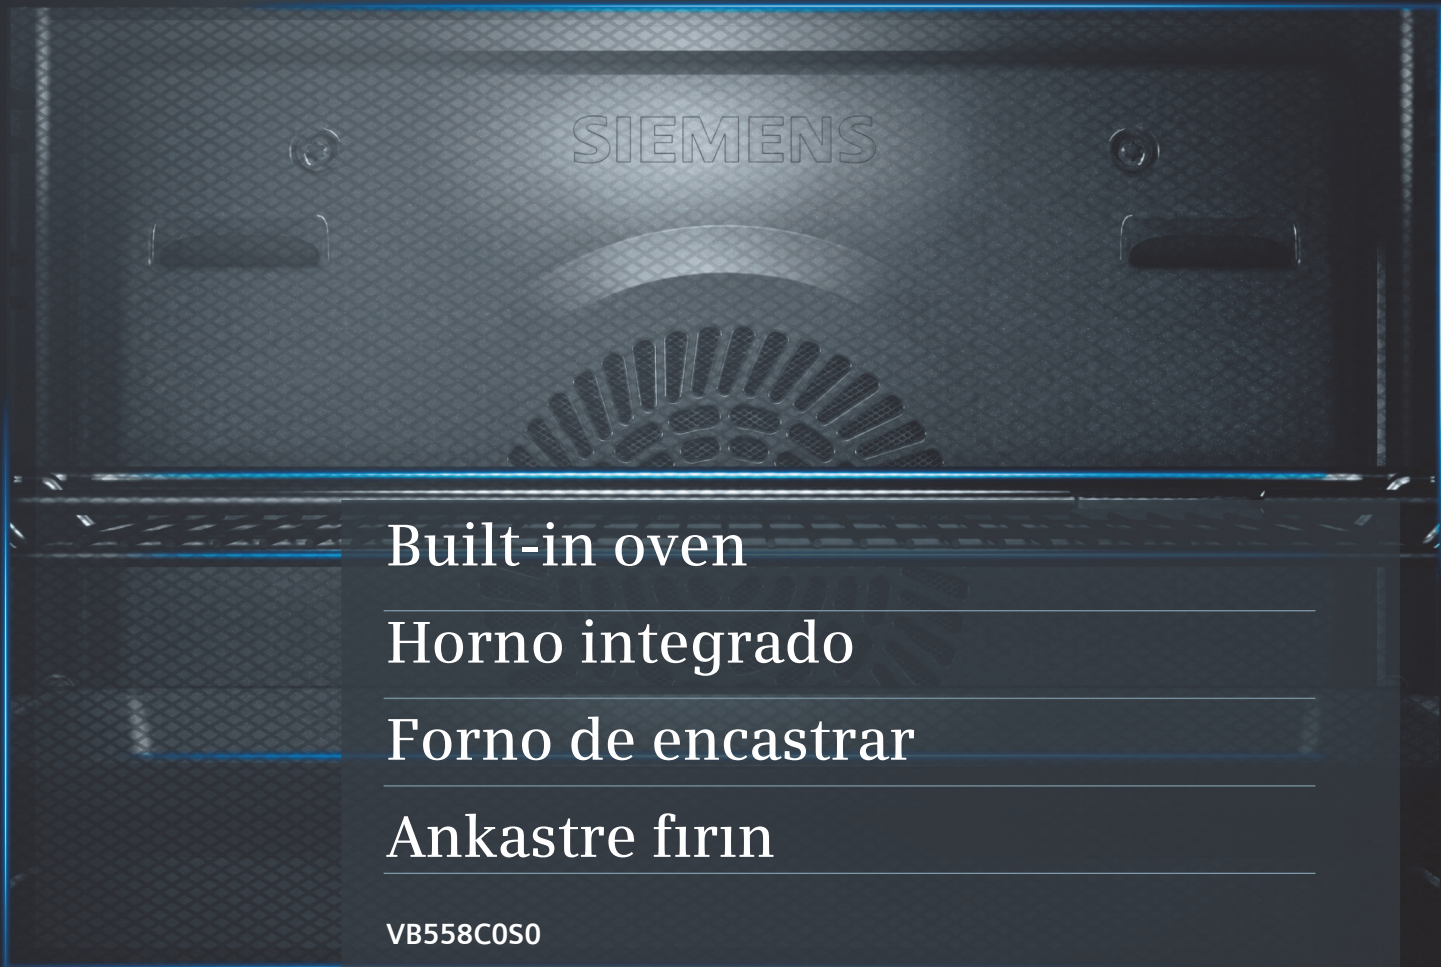 SIEMENS
Built-in oven
Horno integrado
Forno de encastrar
Ankastre fırın
VB558C0S0